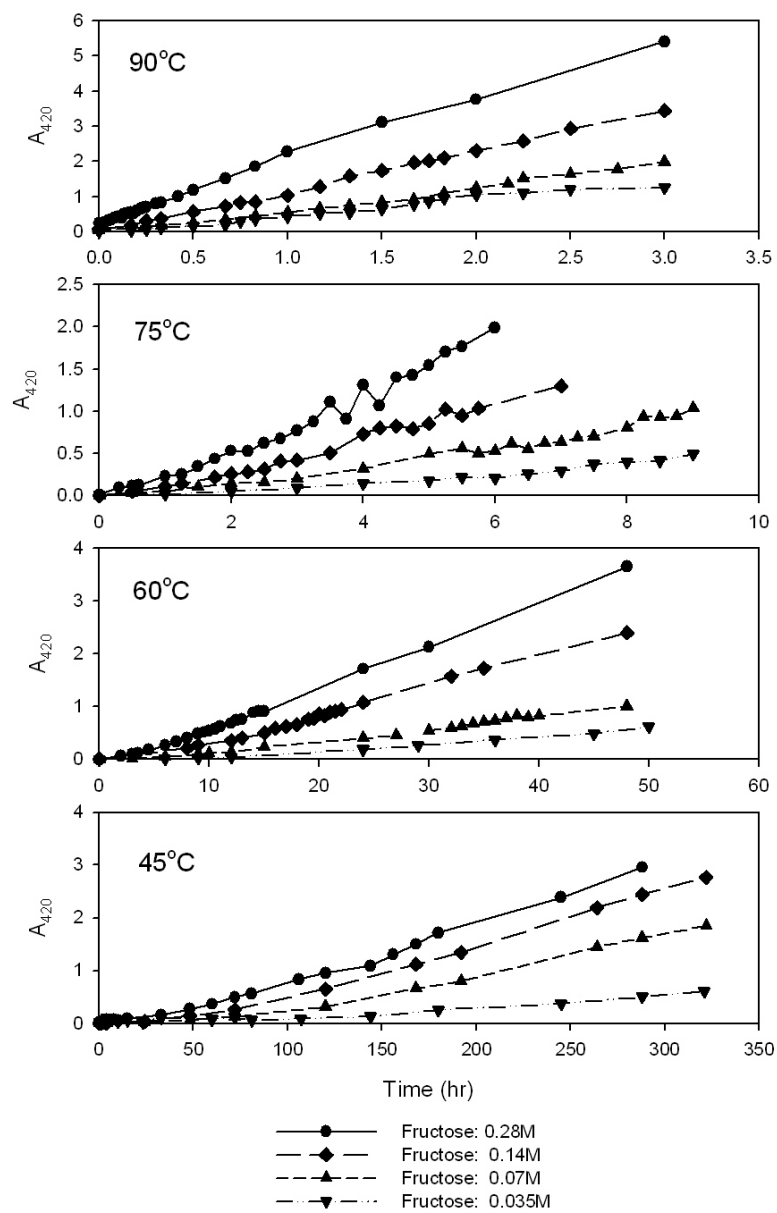 6
5
4
3
2
1
0
A420
90°C
0.0 0.5 1.0 1.5 2.0 2.5 3.0 3.5
2.5
2.0
1.5
1.0
0.5
0.0
A420
75°C
0 2 4 6 8 10
4
3
2
1
0
A420
60°C
0 10 20 30 40 50 60
4
3
2
1
0
A420
45°C
0 50 100 150 200 250 300 350
Time (hr)
Fructose: 0.28M
Fructose: 0.14M
Fructose: 0.07M
Fructose: 0.035M